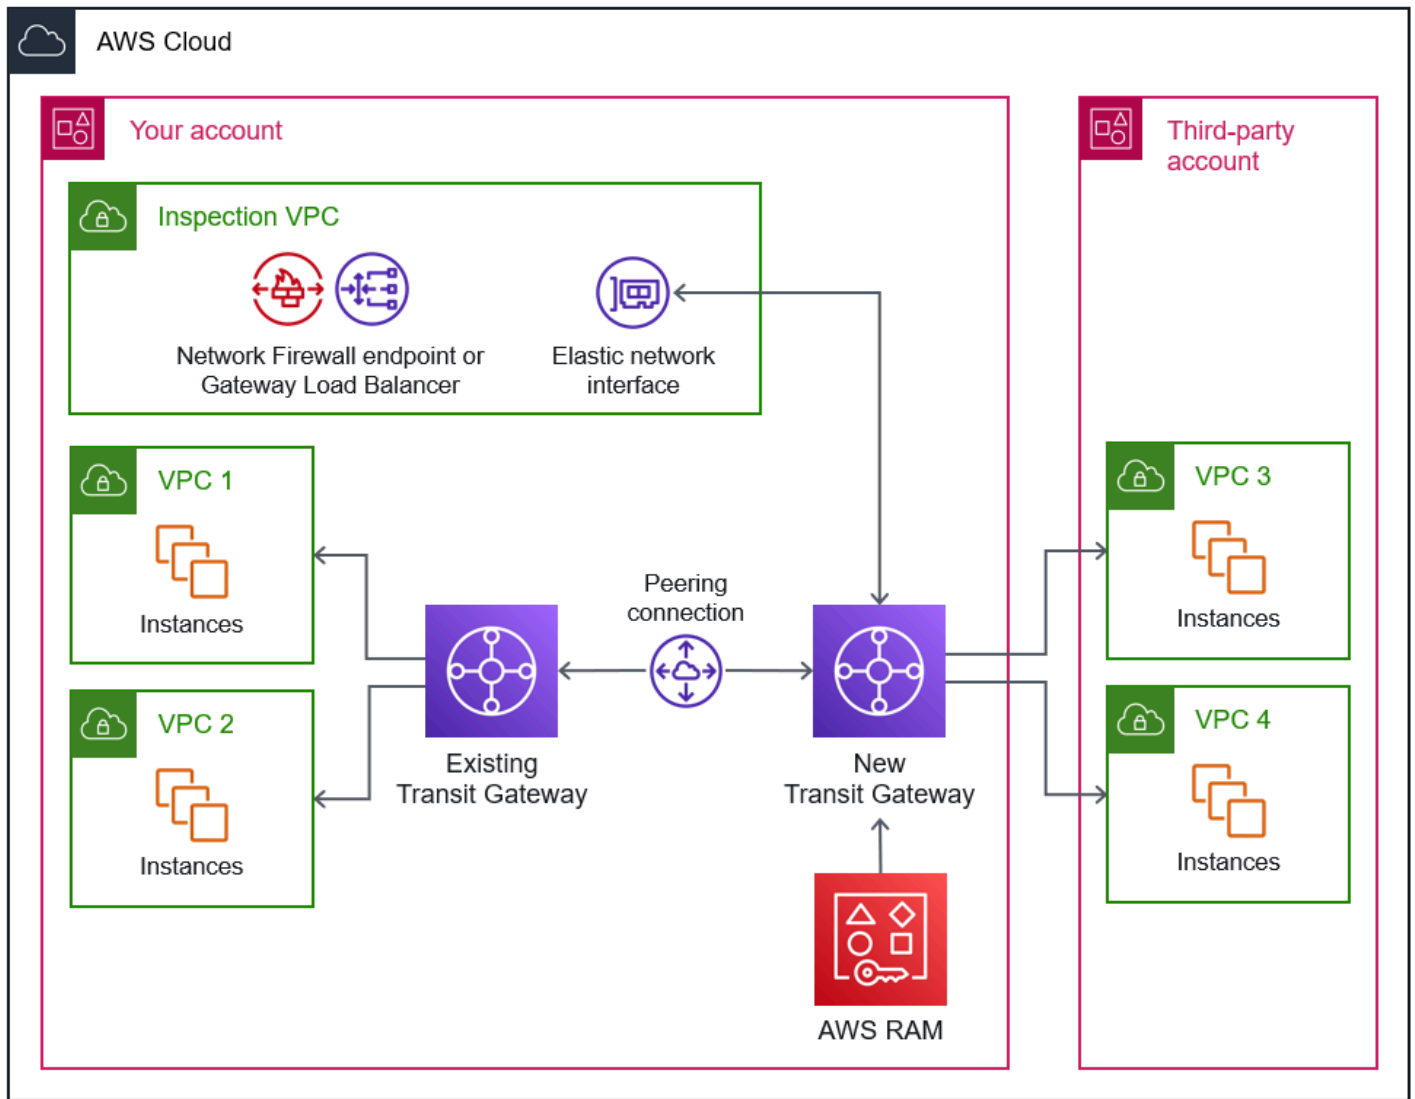 AWS Cloud
Your account
Third-party
account
Inspection VPC
Network Firewall endpoint or
Gateway Load Balancer
Elastic network
interface
VPC 1
Instances
VPC 2
Instances
Peering
connection
Existing
Transit Gateway
New
Transit Gateway
AWS RAM
VPC 3
Instances
VPC 4
Instances